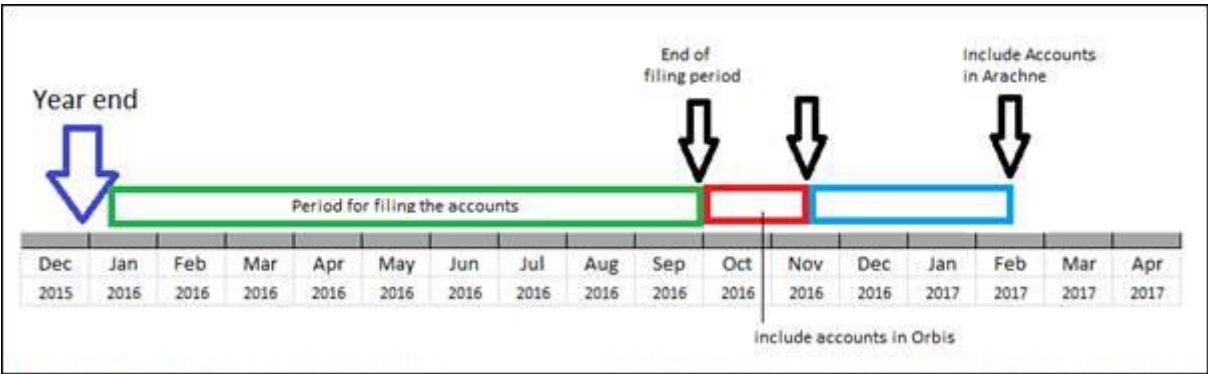 End of
filing period
Include Accounts
in Arachne
Year end
Period for filing the accounts
Dec Jan Feb Mar Apr May Jun Jul Aug Sep Oct Nov Dec Jan Feb Mar Apr
2015 2016 2016 2016 2016 2016 2016 2016 2016 2016 2016 2016 2016 2017 2017 2017 2017
include accounts in Orbis